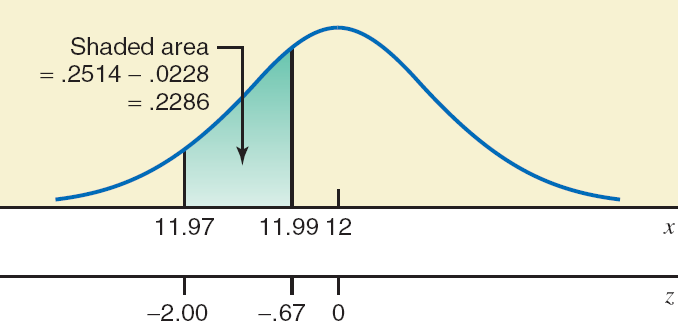 Shaded area
= .2514 – .0228
= .2286
11.97 11.99 12 x
–2.00 –.67 0 z